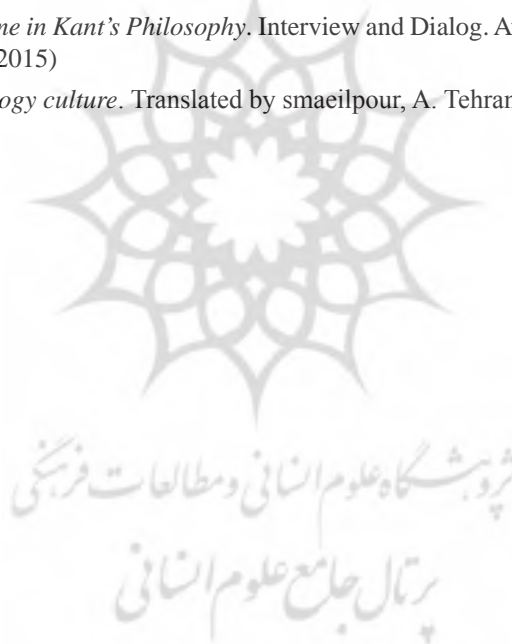 ne in Kant's Philosophy. Interview and Dialog. A
2015)
ogy culture. Translated by smaeilpour, A. Tehran
پژوهشگاه علوم انسانی و مطالعات فرهنگی
پرتال جامع علوم انسانی